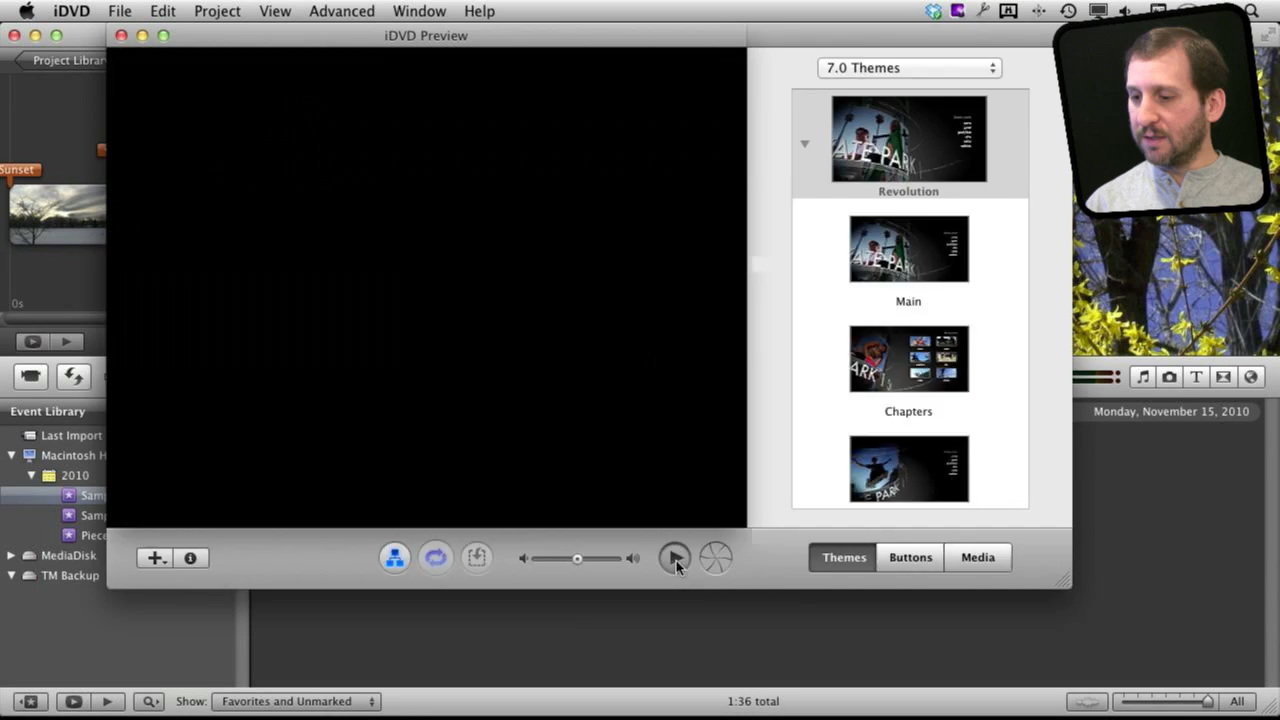 iDVD File Edit Project View Advanced Window Help
iDVD Preview
Project Librar
7.0 Themes
Sunset
Revolution
Main
0s
Chapters
Event Library
Monday, November 15, 2010
Last Import
Macintosh H
2010
Sam
Sam
Piece
MediaDisk
TM Backup
Themes Buttons Media
Show: Favorites and Unmarked
1:36 total
All